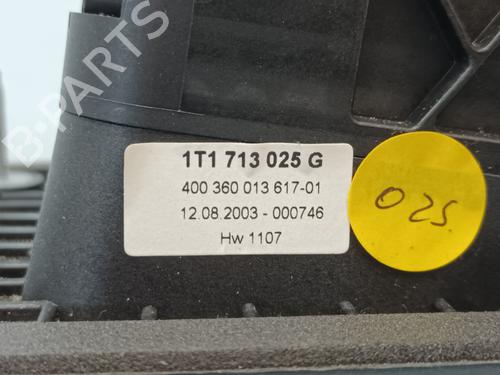 B-PARTS
1T1 713 025 G
400 360 013 617-01
12.08.2003 - 000746
Hw 1107
025